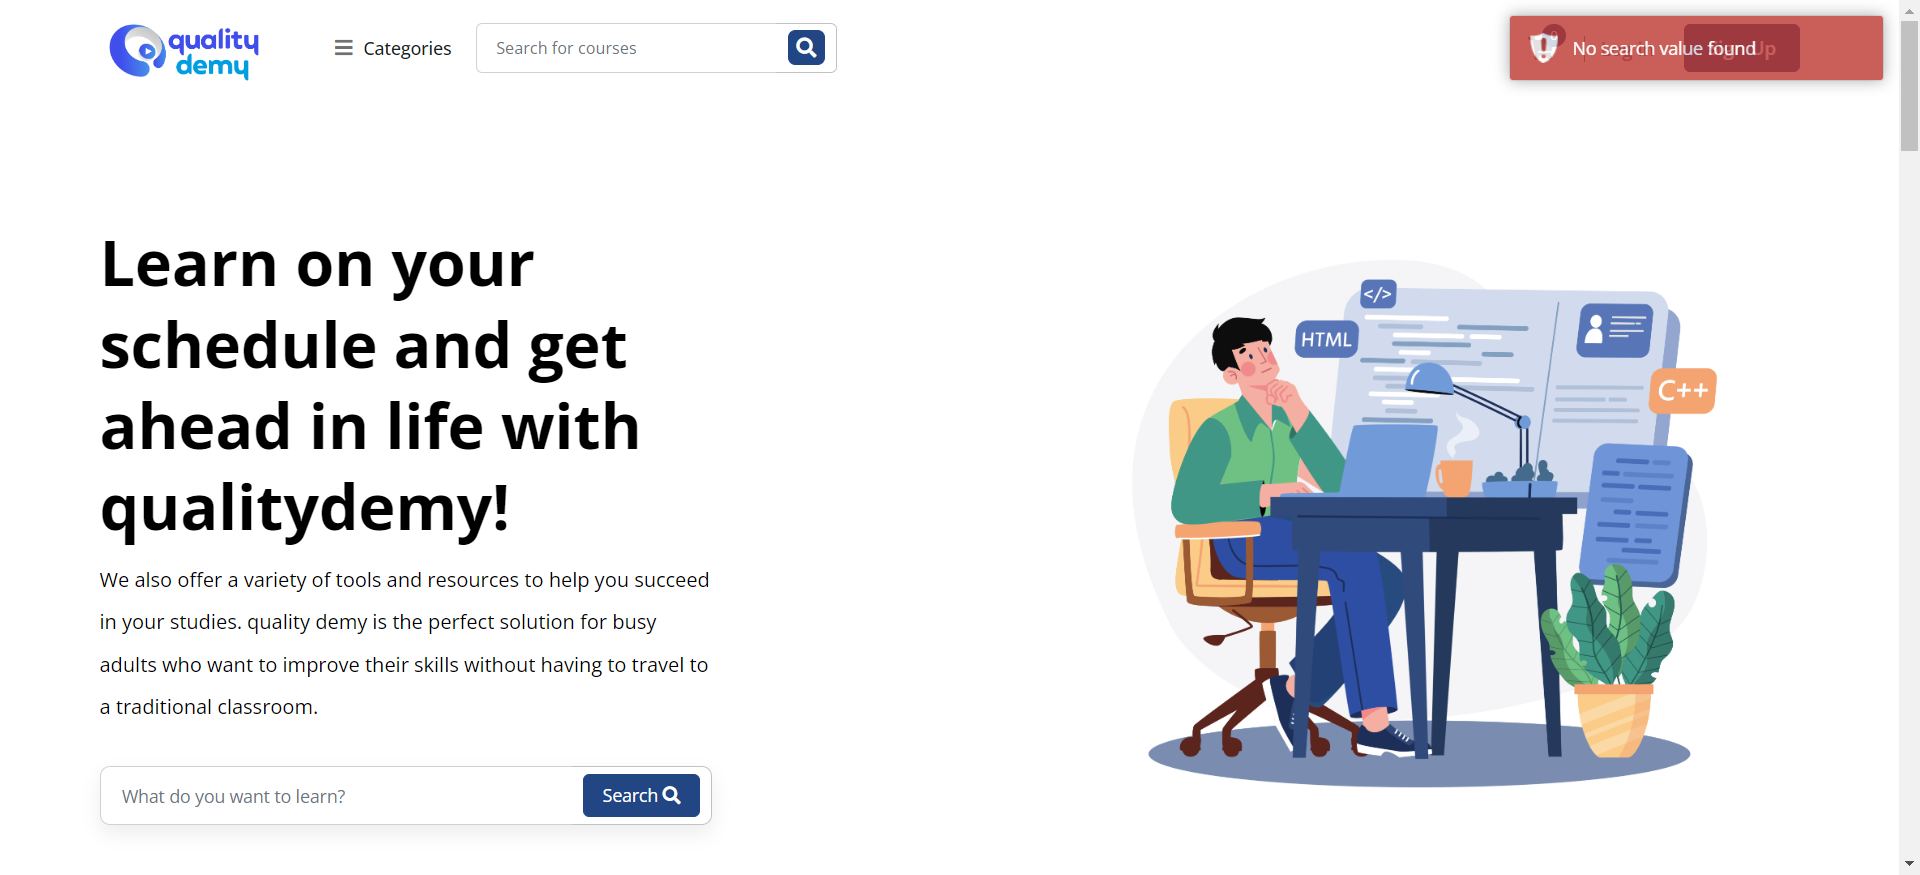 quality
demy
Categories
Search for courses
No search value found
Learn on your
schedule and get
ahead in life with
qualitydemy!
We also offer a variety of tools and resources to help you succeed
in your studies. quality demy is the perfect solution for busy
adults who want to improve their skills without having to travel to
a traditional classroom.
What do you want to learn?
Search
</>
HTML
C++